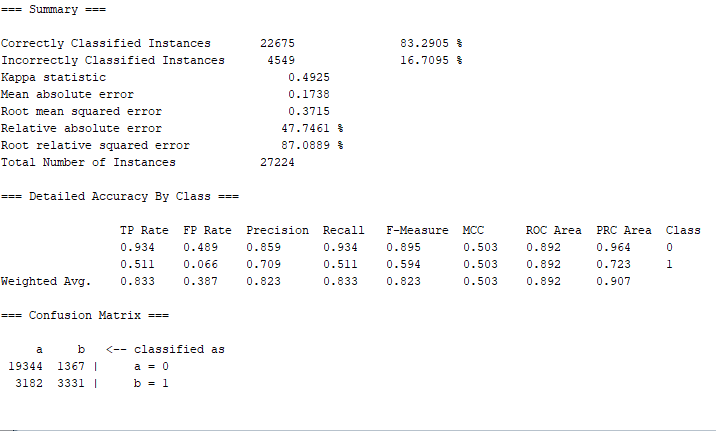 === Summary ===
Correctly Classified Instances 22675 83.2905 %
Incorrectly Classified Instances 4549 16.7095 %
Kappa statistic 0.4925
Mean absolute error 0.1738
Root mean squared error 0.3715
Relative absolute error 47.7461 %
Root relative squared error 87.0889 %
Total Number of Instances 27224
=== Detailed Accuracy By Class ===
TP Rate FP Rate Precision Recall F-Measure MCC ROC Area PRC Area Class
0.934 0.489 0.859 0.934 0.895 0.503 0.892 0.964 0
0.511 0.066 0.709 0.511 0.594 0.503 0.892 0.723 1
Weighted Avg. 0.833 0.387 0.823 0.833 0.823 0.503 0.892 0.907
=== Confusion Matrix ===
a b <-- classified as
19344 1367 | a = 0
3182 3331 | b = 1